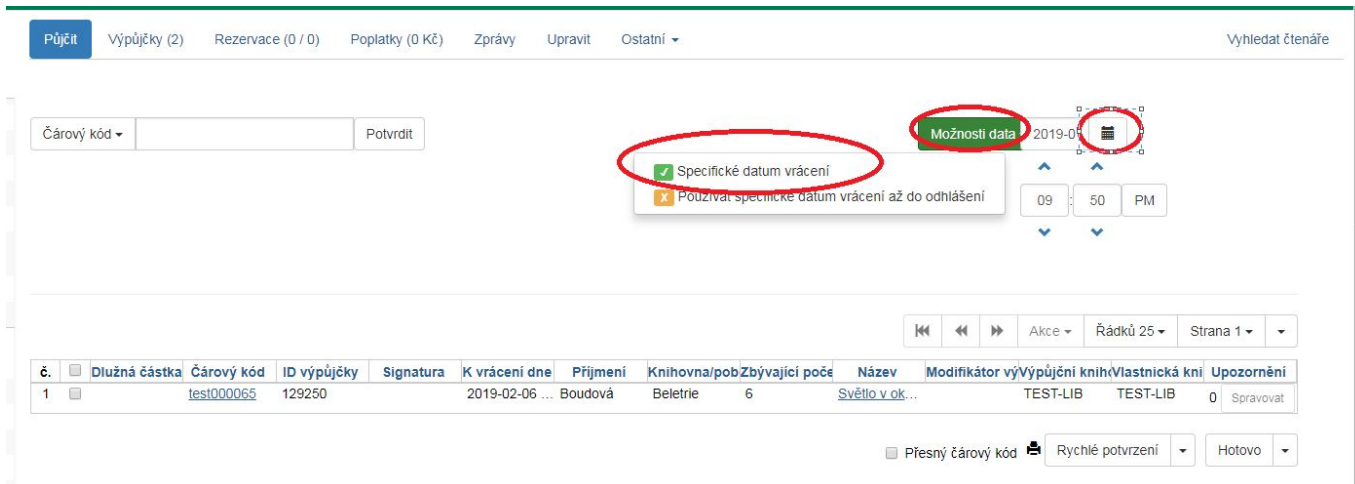 Půjčit Výpůjčky (2) Rezervace (0 / 0) Poplatky (0 Kč) Zprávy Upravit Ostatní Vyhledat čtenáře
Čárový kód Potvrdit Možnosti data 2019-0
✓ Specifické datum vrácení
x Používat specifické datum vrácení až do odhlášení
09 : 50 PM
Akce Řádků 25 Strana 1
č. Dlužná částka Čárový kód ID výpůjčky Signatura K vrácení dne Příjmení Knihovna/pob Zbývající poče Název Modifikátor vý Výpůjční kniho Vlastnická kni Upozornění
1 test000065 129250 2019-02-06 ... Boudová Beletrie 6 Světlo v ok... TEST-LIB TEST-LIB 0 Spravovat
Přesný čárový kód Rychlé potvrzení Hotovo